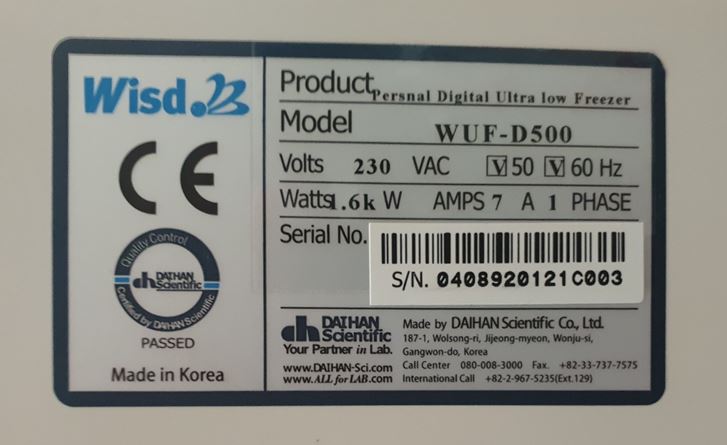 Wisd.
CE
Quality Control
dh DAIHAN Scientific
Certified by DAIHAN Scientific
PASSED
Made in Korea
Product Persnal Digital Ultra low Freezer
Model WUF-D500
Volts 230 VAC V 50 V 60 Hz
Watts 1.6k W AMPS 7 A 1 PHASE
Serial No.
S/N. 0408920121C003
dh DAIHAN Scientific
Your Partner in Lab.
www.DAIHAN-Sci.com
www.ALLforLAB.com
Made by DAIHAN Scientific Co., Ltd.
187-1, Wolsong-ri, Jijeong-myeon, Wonju-si,
Gangwon-do, Korea
Call Center 080-008-3000 Fax. +82-33-737-7575
International Call +82-2-967-5235(Ext.129)